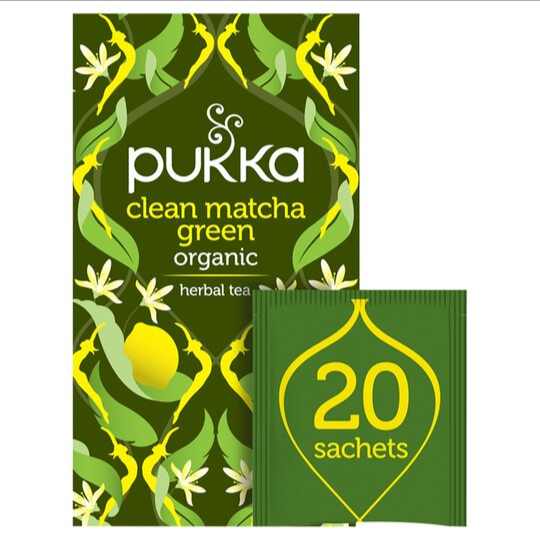 pukka
clean matcha
green
organic
herbal tea
20
sachets